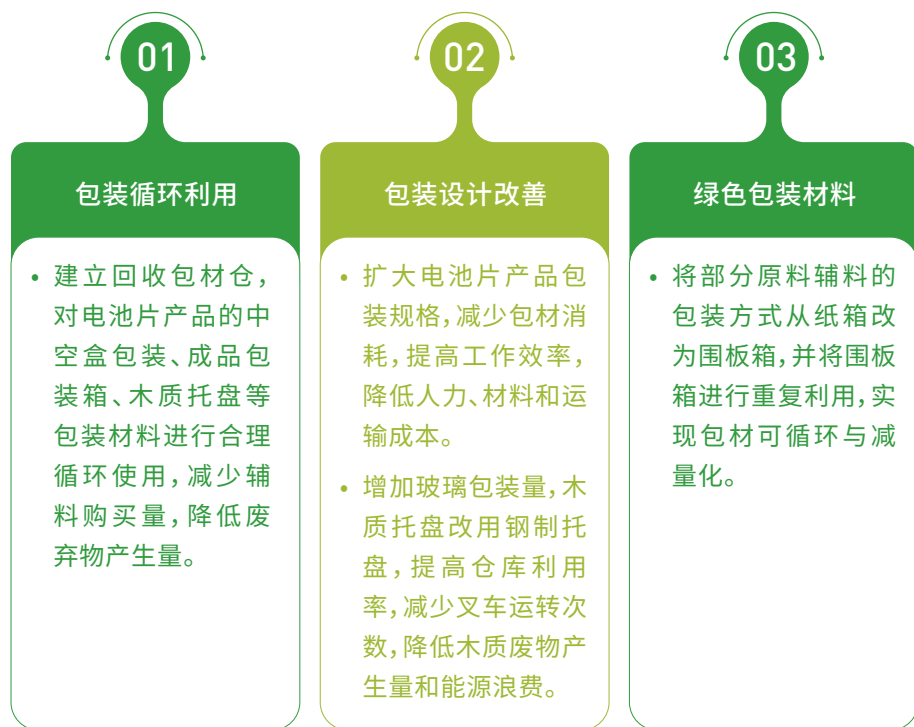 01
包装循环利用
• 建立回收包材仓，
对电池片产品的中
空盒包装、成品包
装箱、木质托盘等
包装材料进行合理
循环使用，减少辅
料购买量，降低废
弃物产生量。
02
包装设计改善
• 扩大电池片产品包
装规格，减少包材消
耗，提高工作效率，
降低人力、材料和运
输成本。
• 增加玻璃包装量，木
质托盘改用钢制托
盘，提高仓库利用
率，减少叉车运转次
数，降低木质废物产
生量和能源浪费。
03
绿色包装材料
• 将部分原料辅料的
包装方式从纸箱改
为围板箱，并将围板
箱进行重复利用，实
现包材可循环与减
量化。